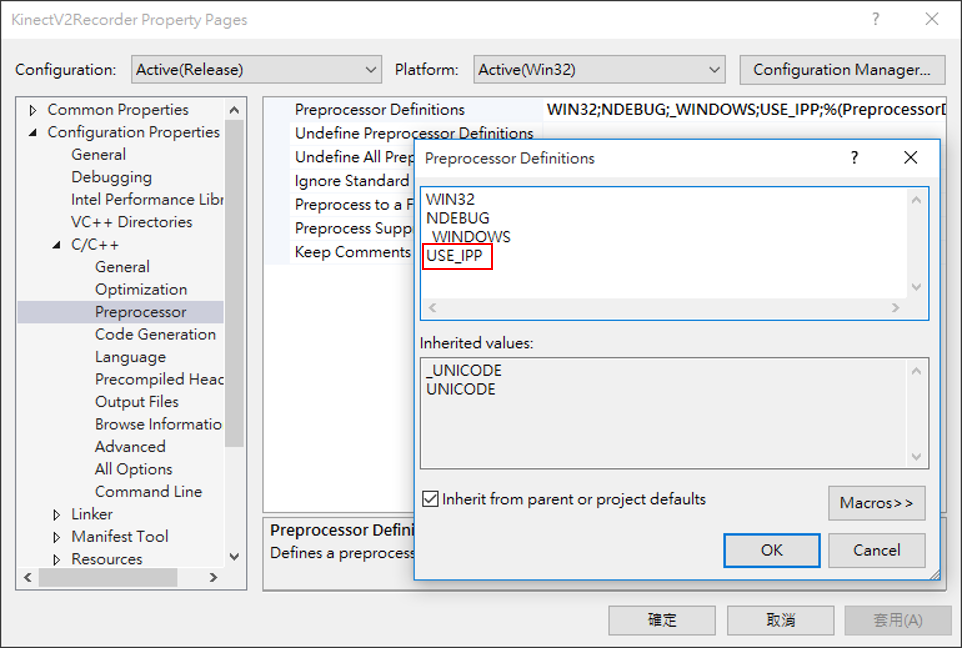 KinectV2Recorder Property Pages
Configuration: Active(Release) Platform: Active(Win32) Configuration Manager...
Common Properties
Configuration Properties
General
Debugging
Intel Performance Libr
VC++ Directories
C/C++
General
Optimization
Preprocessor
Code Generation
Language
Precompiled Head
Output Files
Browse Informatio
Advanced
All Options
Command Line
Linker
Manifest Tool
Resources
Preprocessor Definitions WIN32;NDEBUG;_WINDOWS;USE_IPP;%(PreprocessorD
Undefine Preprocessor Definitions
Undefine All Prep
Ignore Standard
Preprocess to a F
Preprocess Supp
Keep Comments
Preprocessor Defini
Defines a preprocess
Preprocessor Definitions
WIN32
NDEBUG
_WINDOWS
USE_IPP
Inherited values:
_UNICODE
UNICODE
Inherit from parent or project defaults
Macros>>
OK Cancel
確定 取消 套用(A)